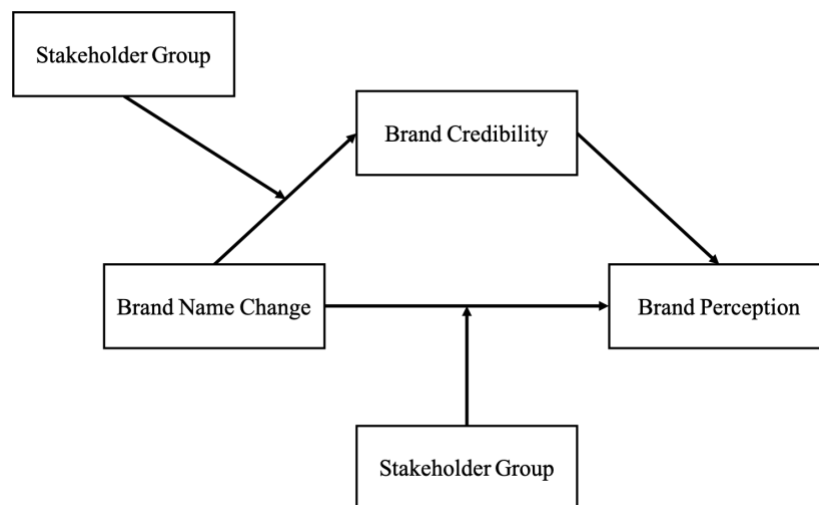 Stakeholder Group
Brand Credibility
Brand Name Change
Brand Perception
Stakeholder Group